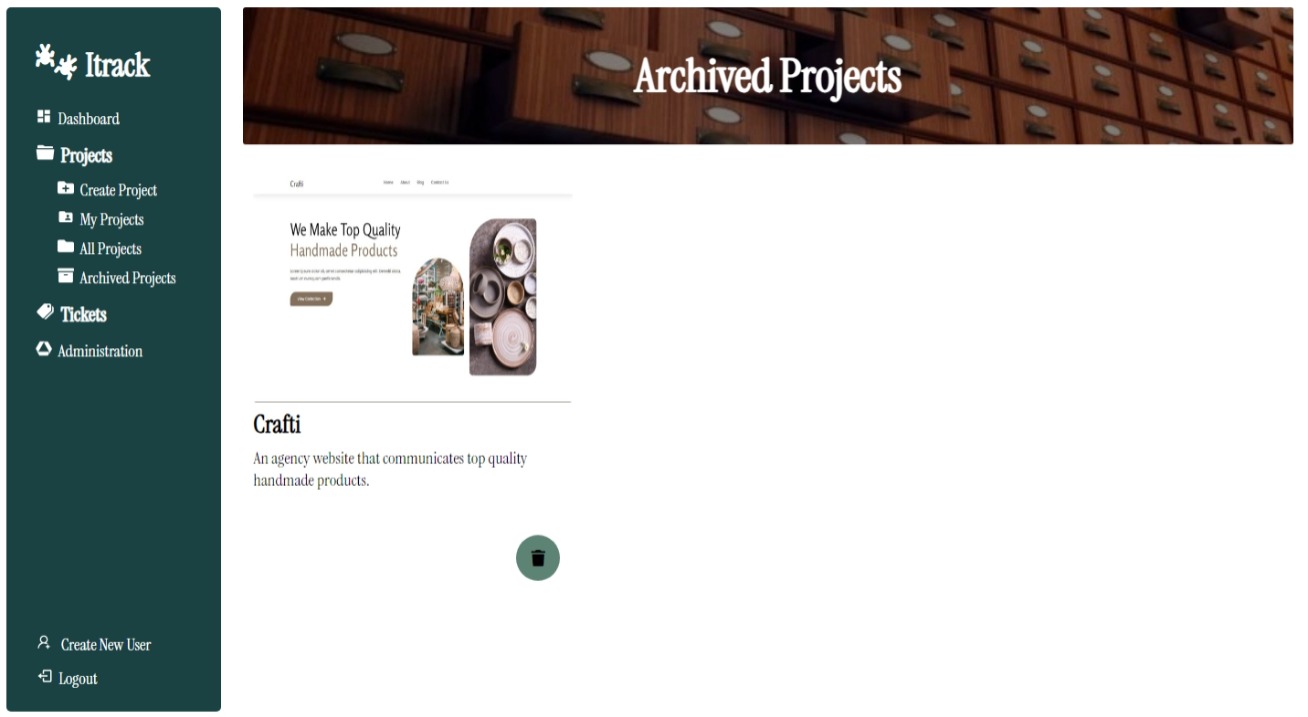 Itrack
Dashboard
Projects
Create Project
My Projects
All Projects
Archived Projects
Tickets
Administration
Create New User
Logout
Archived Projects
Crafti
Home About Blog Contact Us
We Make Top Quality
Handmade Products
Crafti
An agency website that communicates top quality
handmade products.